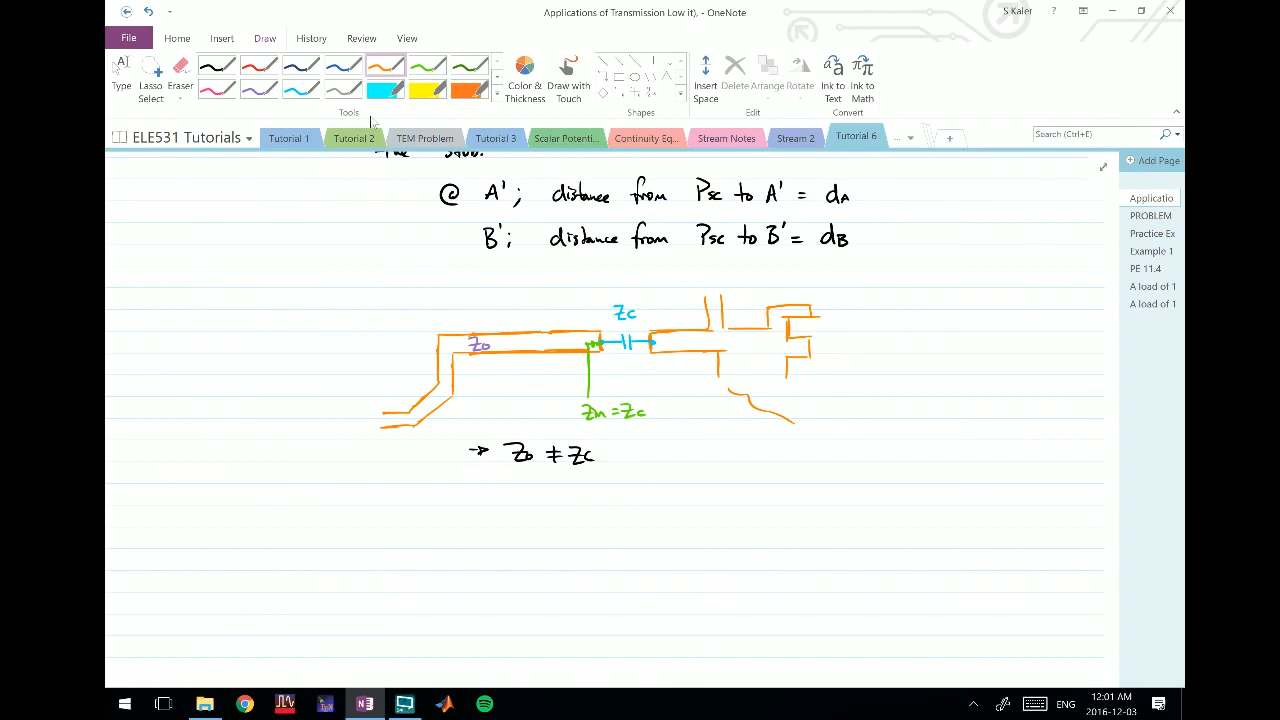 Applications of Transmission Low it), - OneNote
S Kaler
?
File
Home
Insert
Draw
History
Review
View
Type
Lasso Select
Eraser
Color & Thickness
Draw with Touch
Insert Space
Delete
Arrange
Rotate
Ink to Text
Ink to Math
Tools
Shapes
Convert
ELE531 Tutorials
Tutorial 1
Tutorial 2
TEM Problem
Tutorial 3
Scalar Potenti...
Continuity Eq...
Stream Notes
Stream 2
Tutorial 6
...
Search (Ctrl+E)
Add Page
Applicatio
PROBLEM
Practice Ex
Example 1
PE 11.4
A load of 1
A load of 1
the stub.
@ A'; distance from Psc to A' = dA
B'; distance from Psc to B' = dB
Zc
Zo
Zin = Zc
→ Zo ≠ Zc
ENG
12:01 AM
2016-12-03